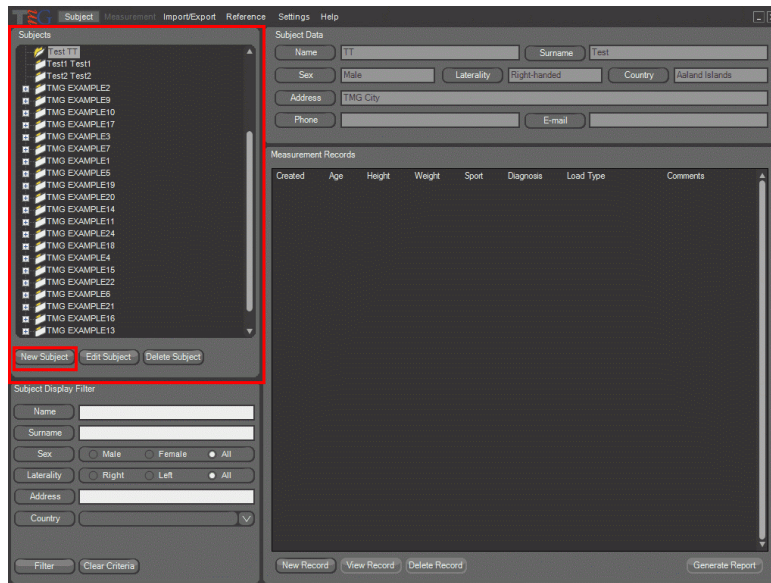 TMG Subject Measurement Import/Export Reference Settings Help
Subjects
Test TT
Test1 Test1
Test2 Test2
TMG EXAMPLE2
TMG EXAMPLE9
TMG EXAMPLE10
TMG EXAMPLE17
TMG EXAMPLE3
TMG EXAMPLE7
TMG EXAMPLE1
TMG EXAMPLE5
TMG EXAMPLE19
TMG EXAMPLE20
TMG EXAMPLE14
TMG EXAMPLE11
TMG EXAMPLE24
TMG EXAMPLE18
TMG EXAMPLE4
TMG EXAMPLE15
TMG EXAMPLE22
TMG EXAMPLE6
TMG EXAMPLE21
TMG EXAMPLE16
TMG EXAMPLE13
New Subject Edit Subject Delete Subject
Subject Display Filter
Name
Surname
Sex Male Female All
Laterality Right Left All
Address
Country
Filter Clear Criteria
Subject Data
Name TT Surname Test
Sex Male Laterality Right-handed Country Aaland Islands
Address TMG City
Phone E-mail
Measurement Records
Created Age Height Weight Sport Diagnosis Load Type Comments
New Record View Record Delete Record Generate Report